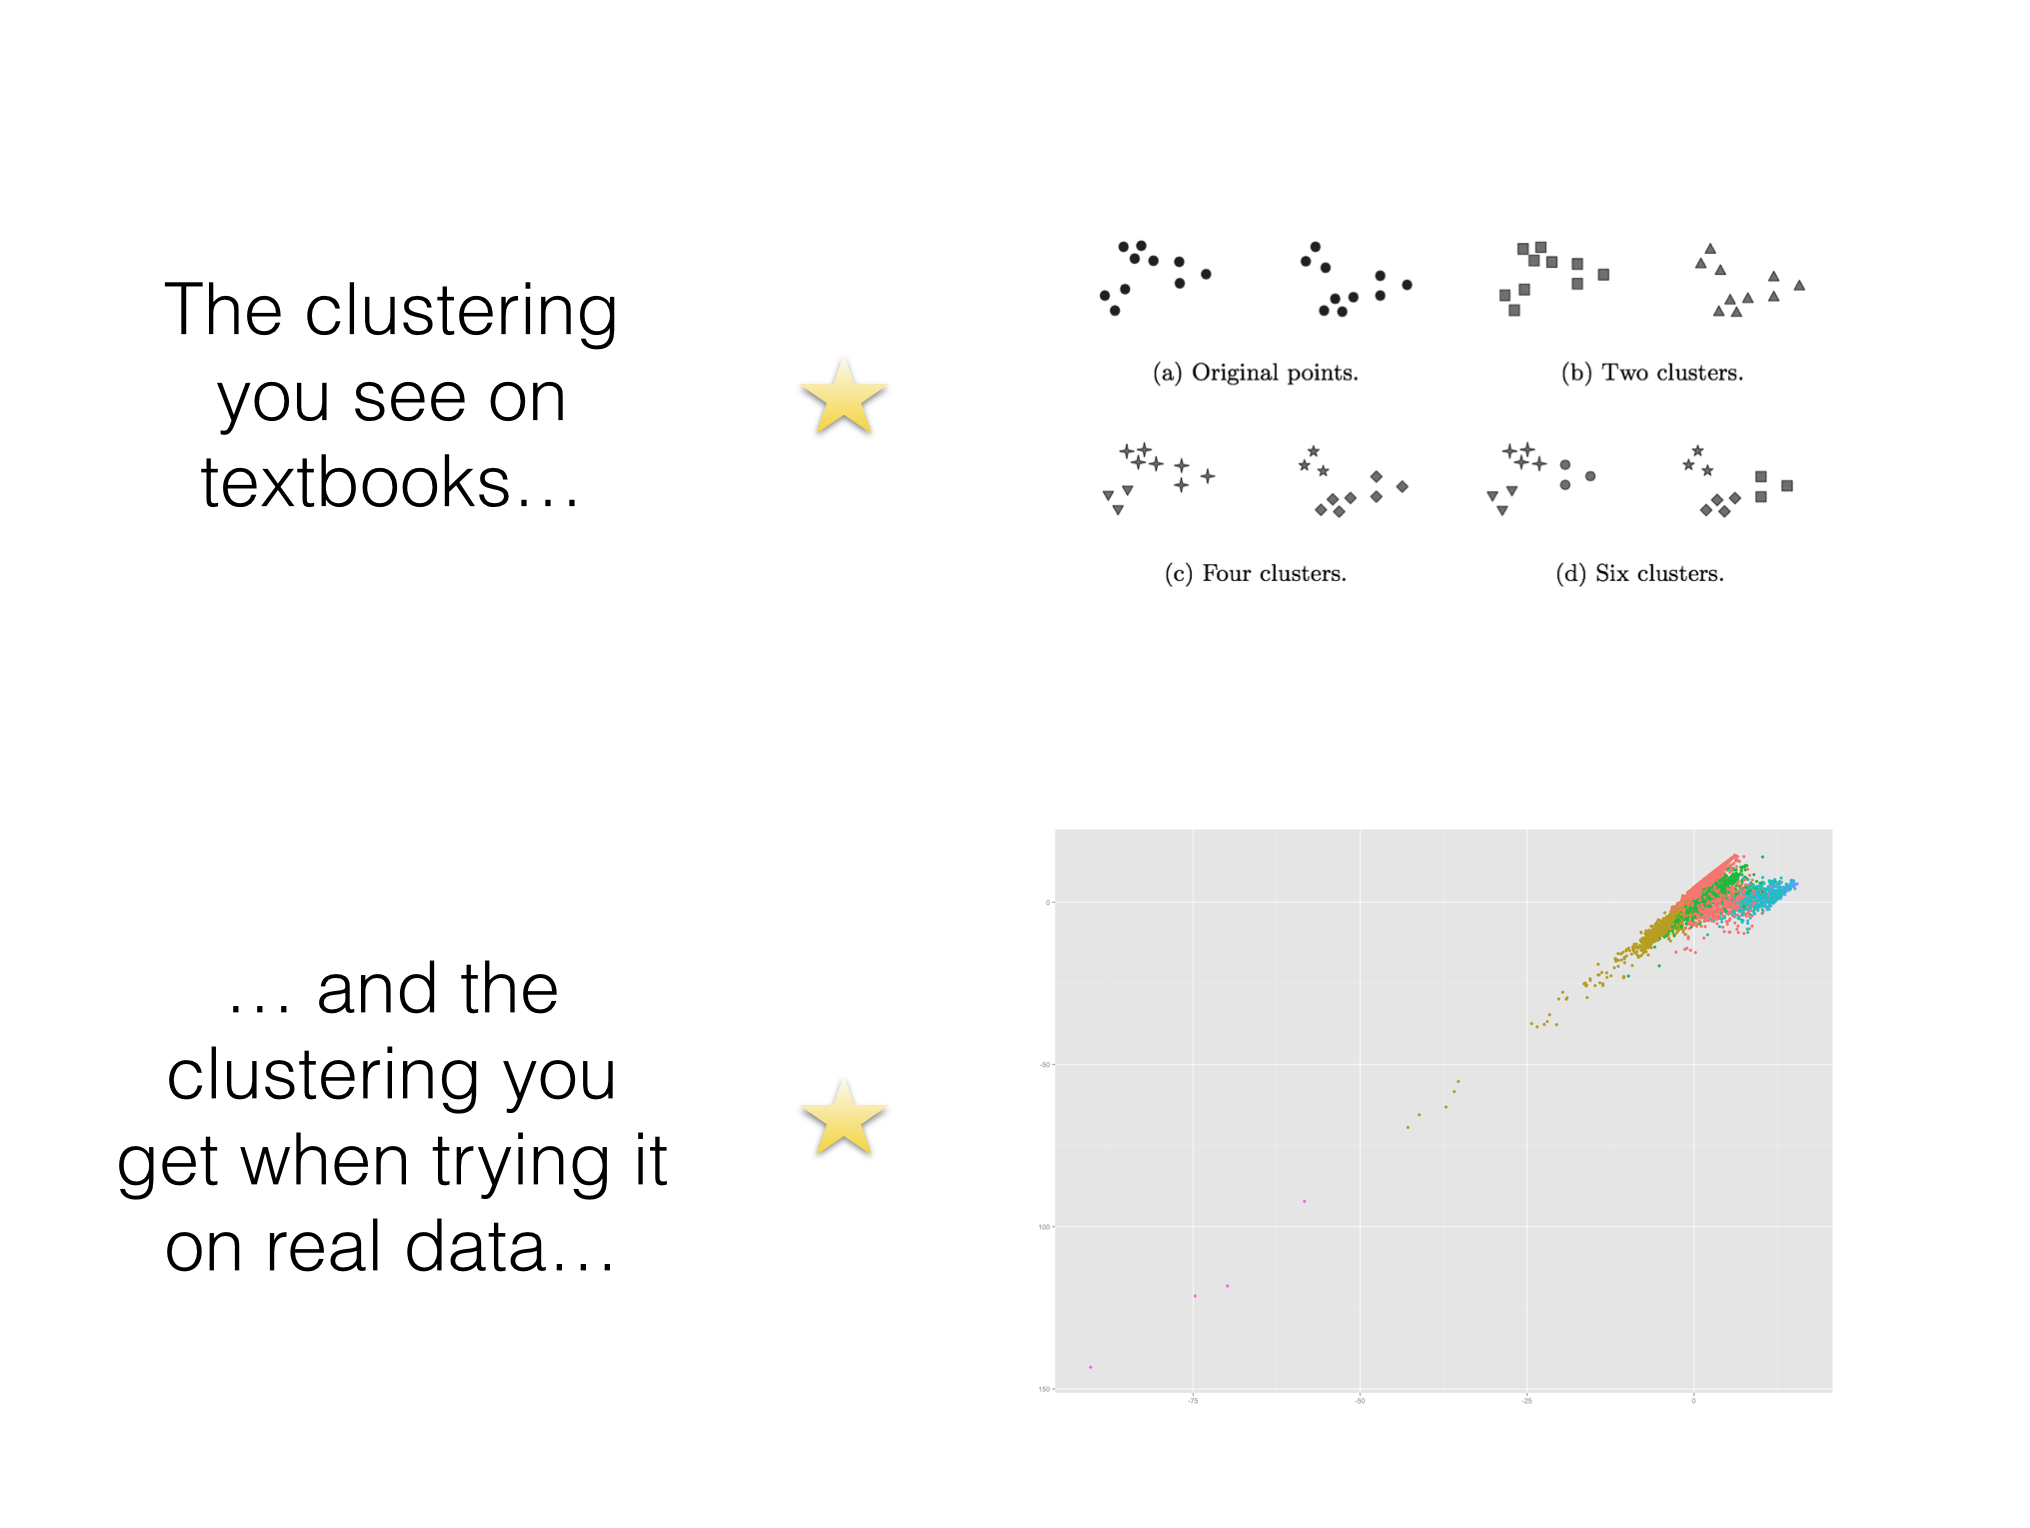 The clustering
you see on
textbooks…
(a) Original points.
(b) Two clusters.
(c) Four clusters.
(d) Six clusters.
… and the
clustering you
get when trying it
on real data…
0
-50
100
150
-75
-50
-25
0